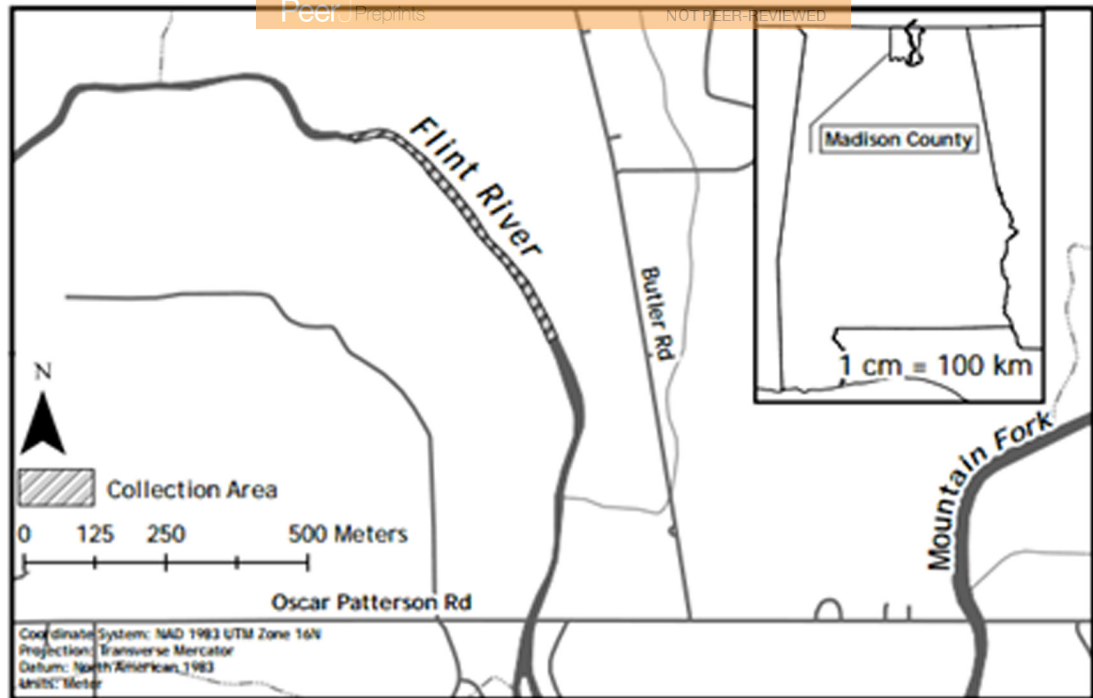 PeerJ Preprints NOT PEER-REVIEWED
Flint River
Madison County
Butler Rd
1 cm = 100 km
N
Mountain Fork
Collection Area
0 125 250 500 Meters
Oscar Patterson Rd
Coordinate System: NAD 1983 UTM Zone 16N
Projection: Transverse Mercator
Datum: North American 1983
Units: Meter